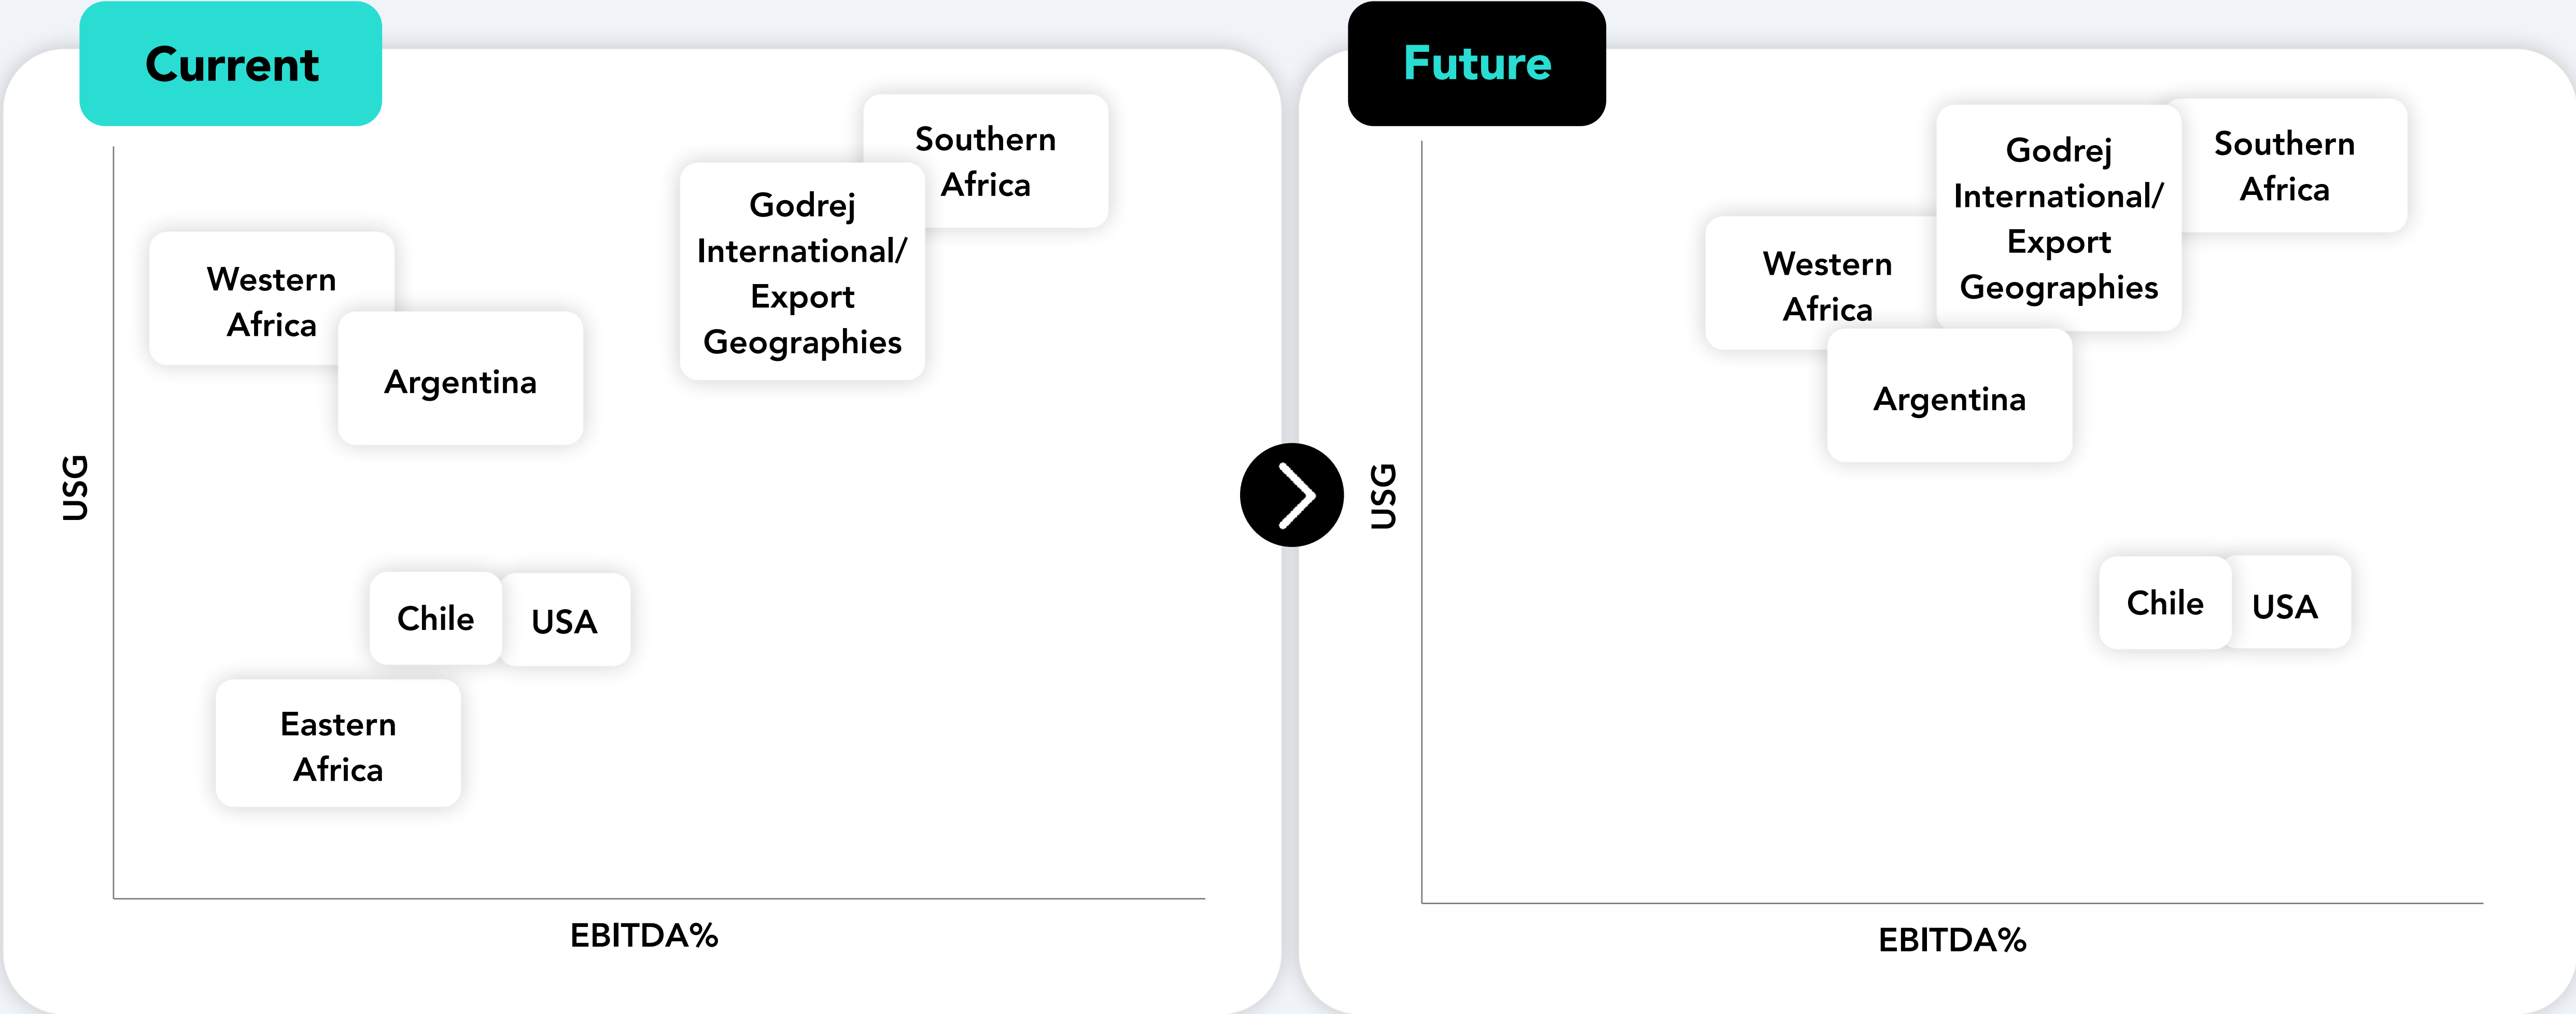 Current
Southern
Africa
Godrej
International/
Export
Geographies
Western
Africa
Argentina
USG
Chile
USA
Eastern
Africa
EBITDA%
Future
Southern
Africa
Godrej
International/
Export
Geographies
Western
Africa
Argentina
USG
Chile
USA
EBITDA%